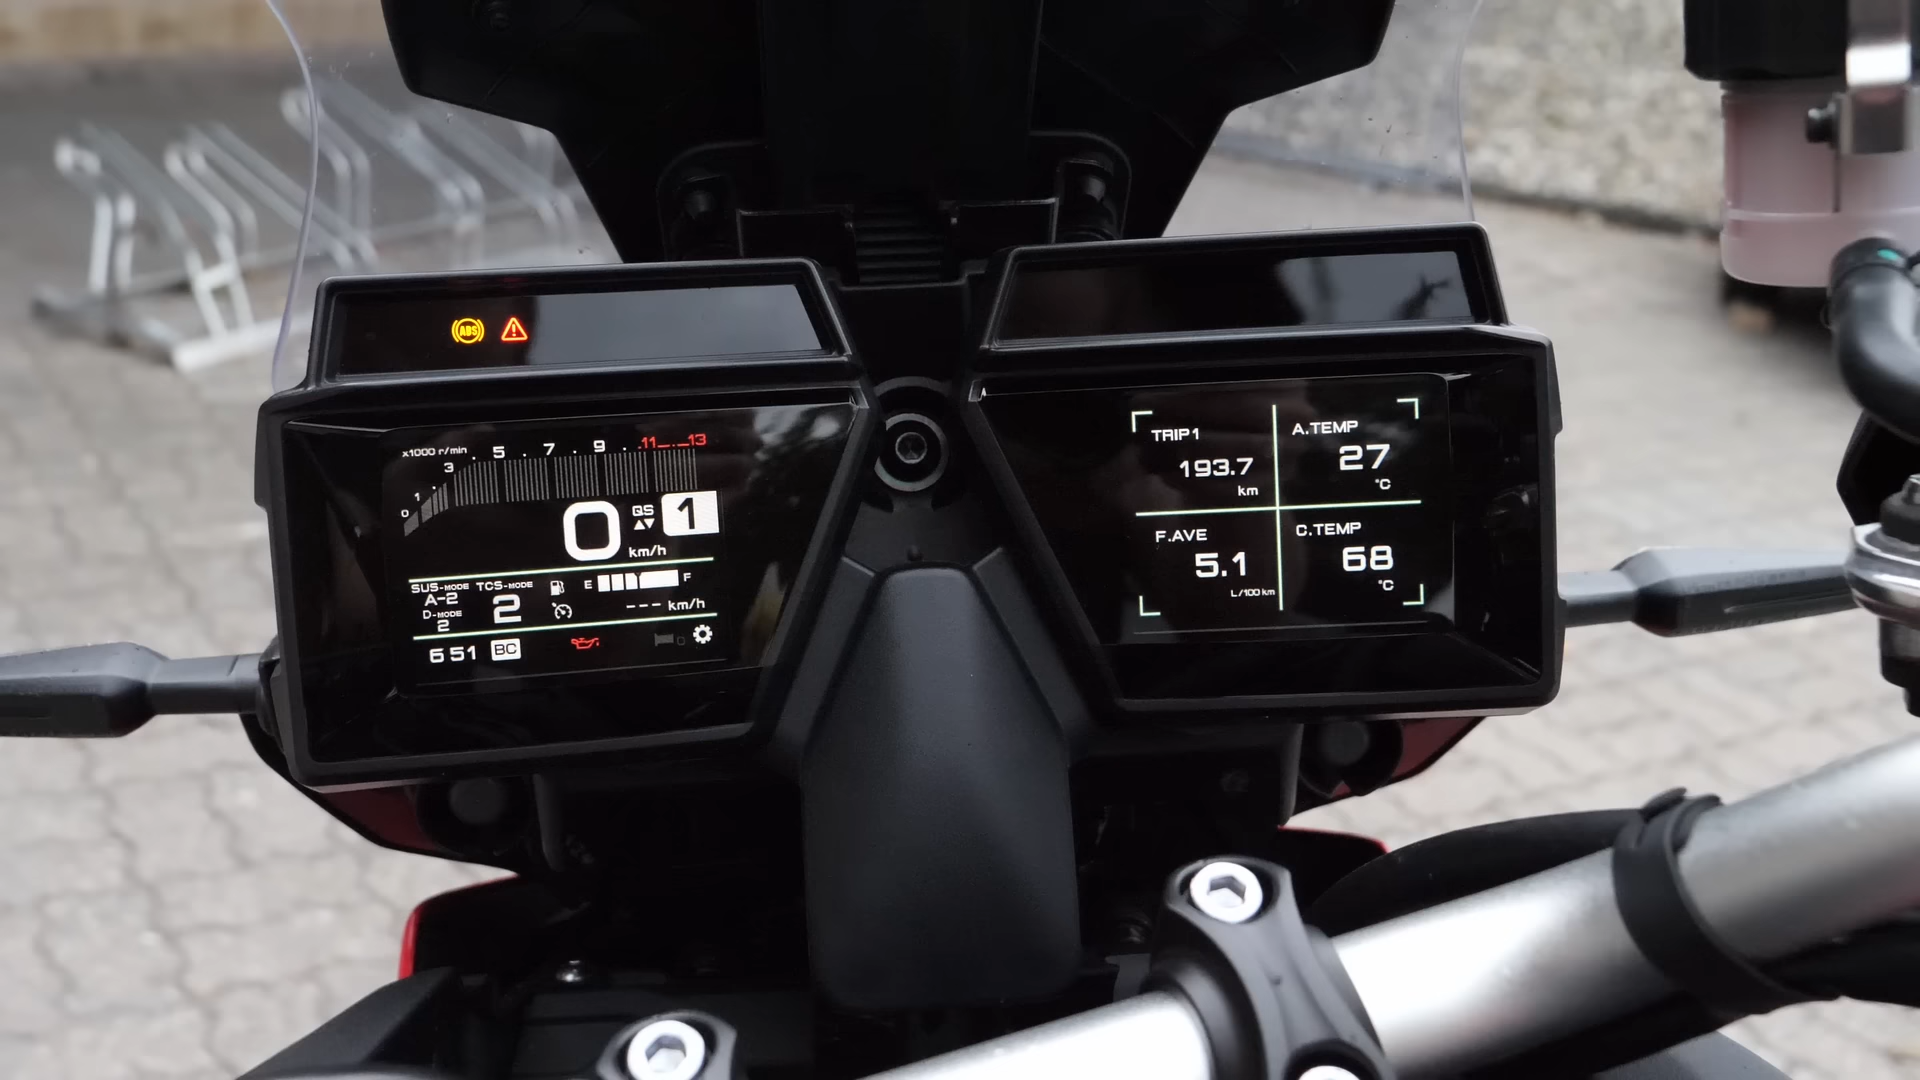 ABS
x1000 r/min
0 1 3 5 7 9 11 13
0 km/h QS 1
SUS-MODE TCS-MODE E F
A-2 2
D-MODE --- km/h
2
6 51 BC
TRIP1
193.7
km
A.TEMP
27
°C
F.AVE
5.1
L/100 km
C.TEMP
68
°C